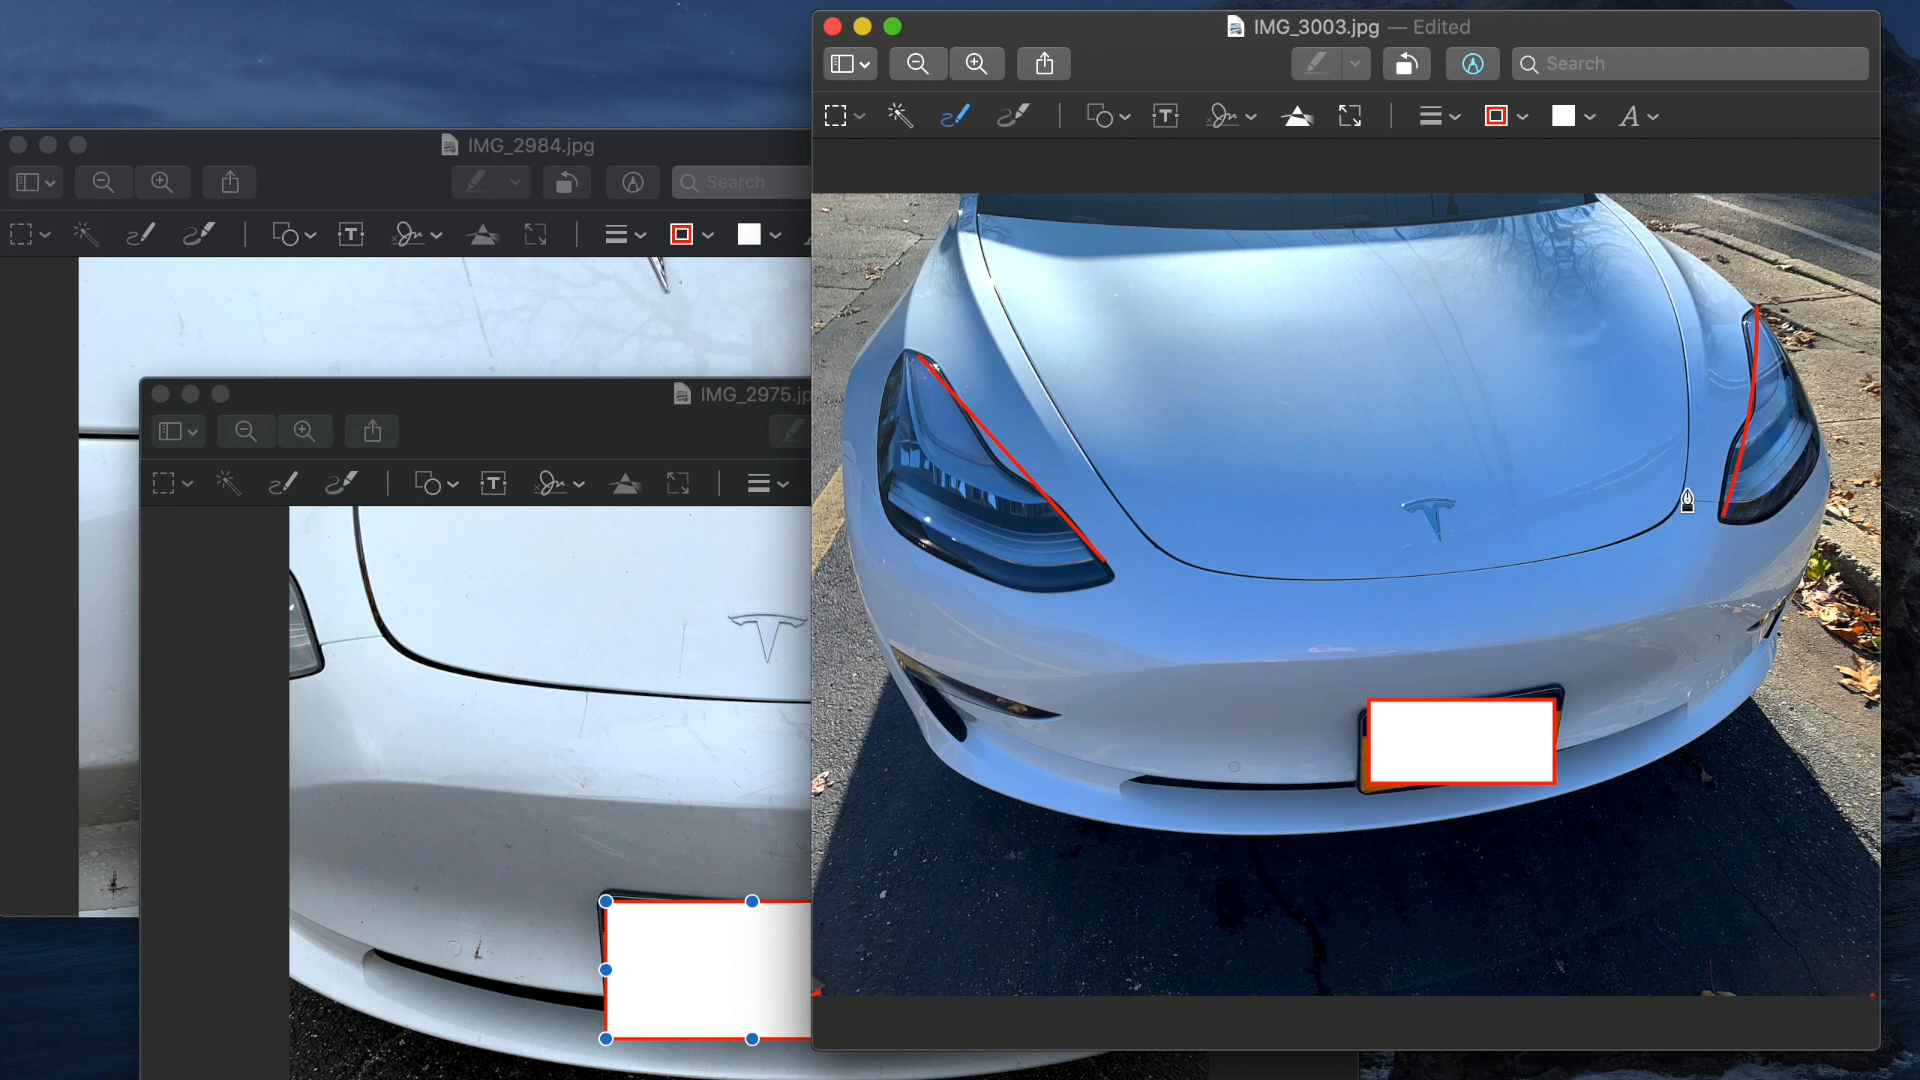 IMG_3003.jpg — Edited
Search
IMG_2984.jpg
Search
IMG_2975.jp